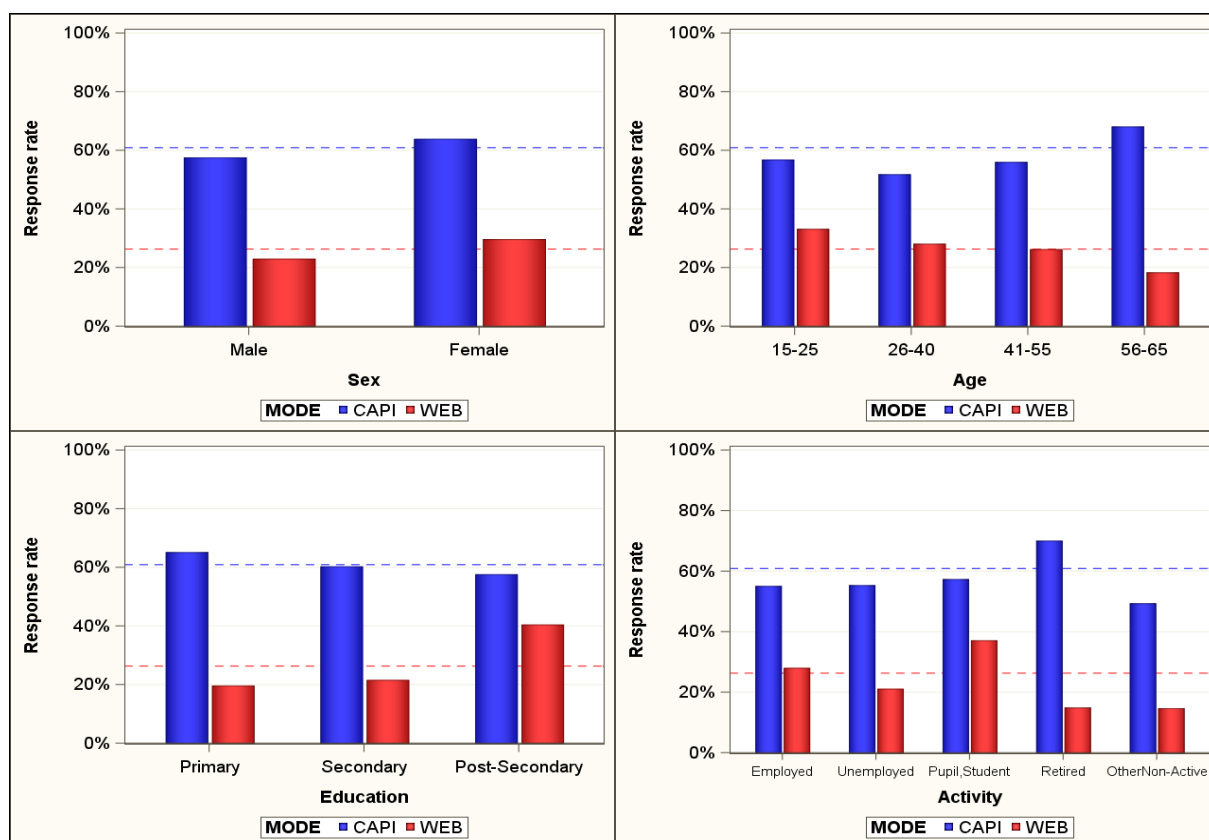 100%
80%
60%
40%
20%
0%
Response rate
Male Female
Sex
MODE CAPI WEB
100%
80%
60%
40%
20%
0%
Response rate
15-25 26-40 41-55 56-65
Age
MODE CAPI WEB
100%
80%
60%
40%
20%
0%
Response rate
Primary Secondary Post-Secondary
Education
MODE CAPI WEB
100%
80%
60%
40%
20%
0%
Response rate
Employed Unemployed Pupil,Student Retired OtherNon-Active
Activity
MODE CAPI WEB